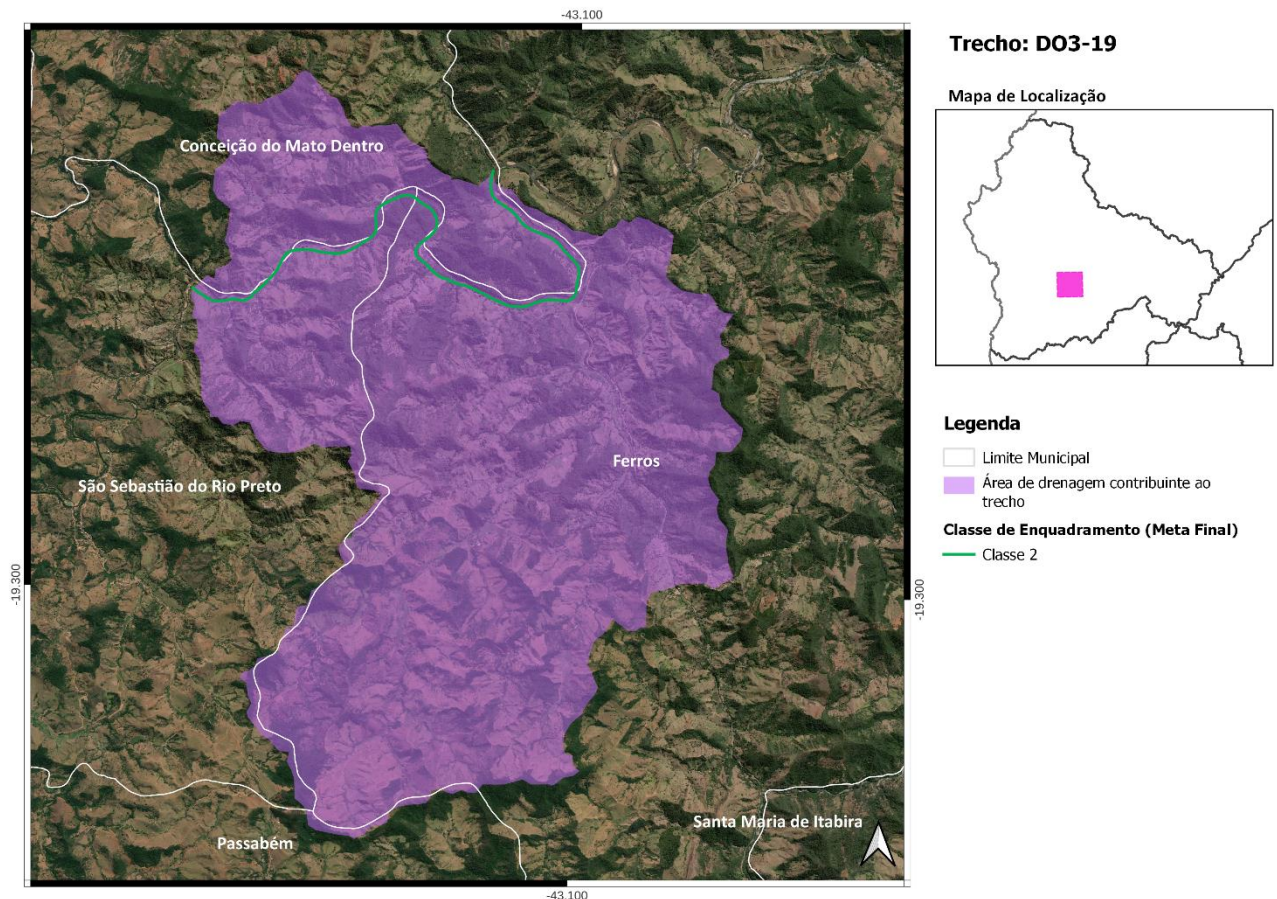 -43.100
Trecho: DO3-19
Mapa de Localização
Conceição do Mato Dentro
Legenda
Limite Municipal
Ferros
São Sebastião do Rio Preto
Área de drenagem contribuinte ao
trecho
Classe de Enquadramento (Meta Final)
Classe 2
-19.300
-19.300
Santa Maria de Itabira
Passabém
-43.100